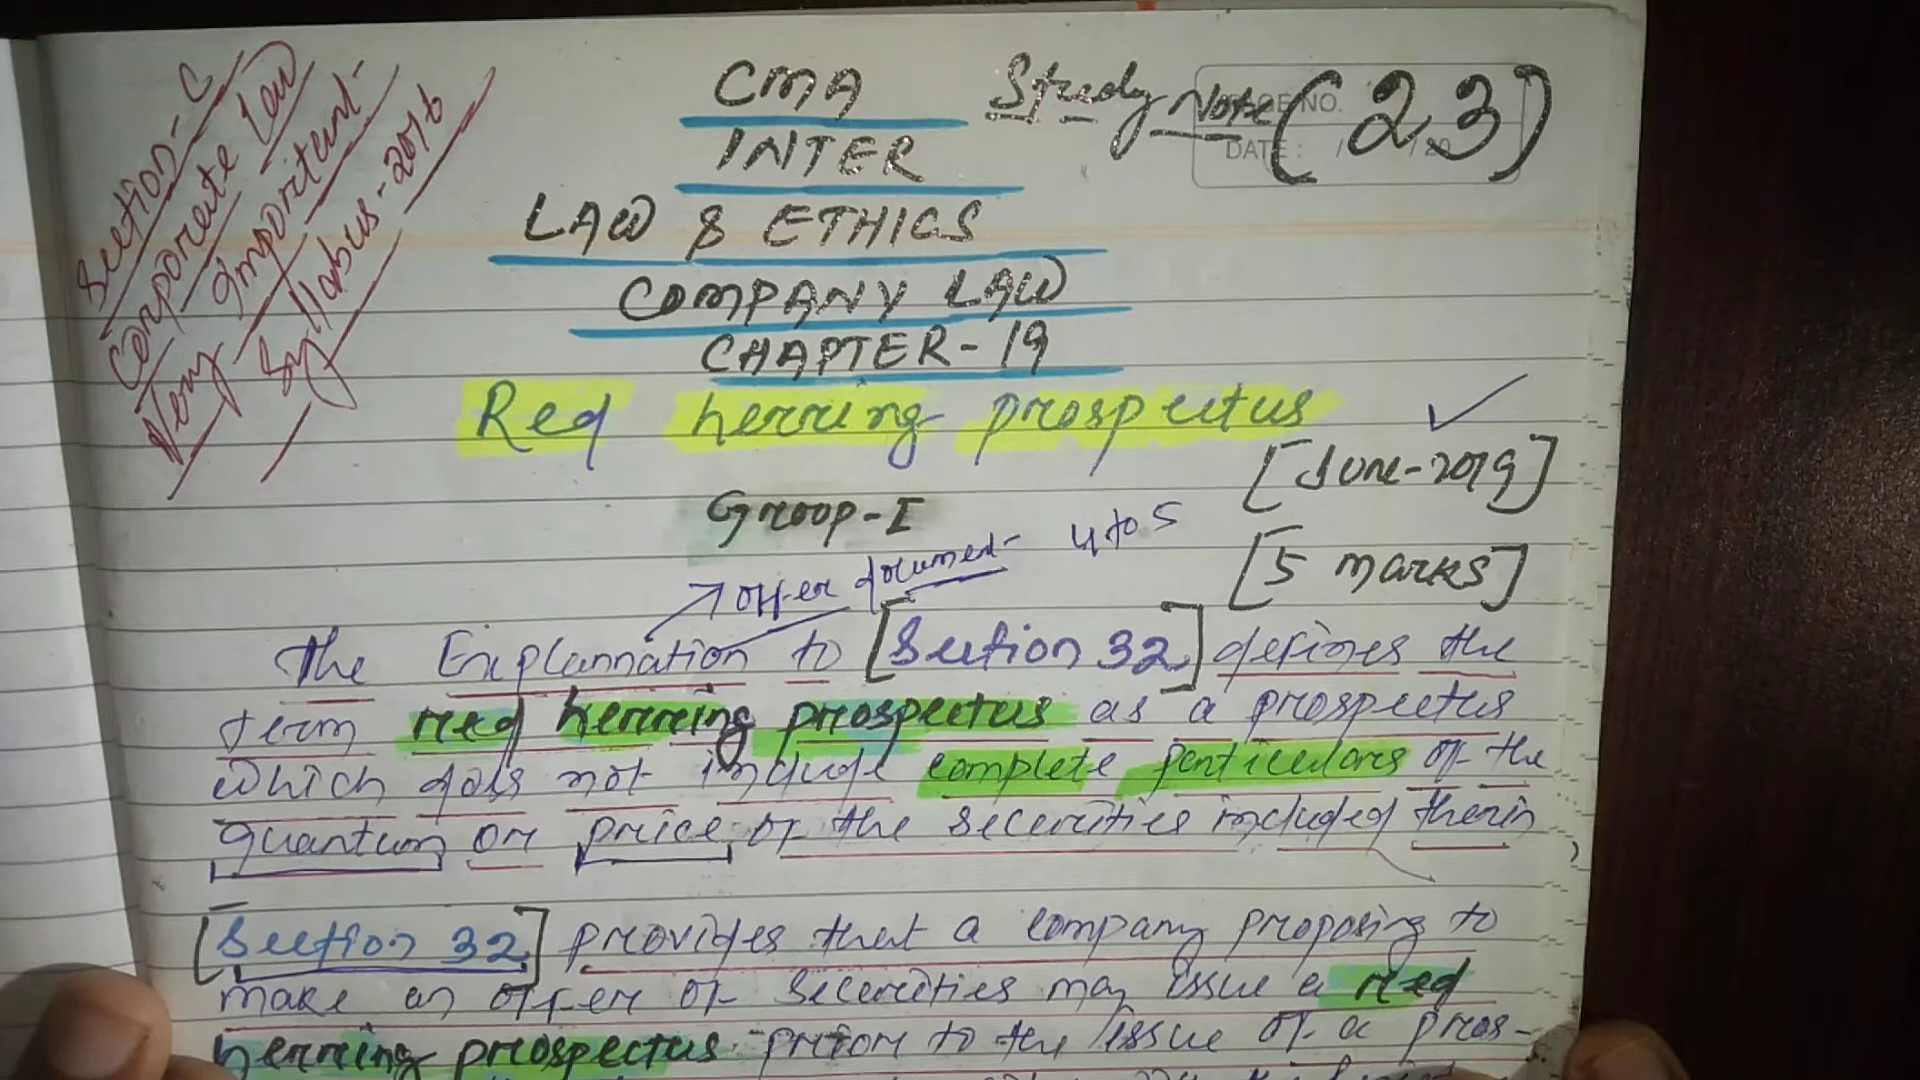 Section-C
Corporate Law
Very Important
Syllabus-2016
CMA
Study Note (23)
PAGE NO.
DATE: / / 20
INTER
LAW & ETHICS
COMPANY LAW
CHAPTER-19
Red herring prospectus
[June-2019]
Group-I
[5 marks]
offer document 4 to 5
The Explannation to [Section 32] defines the
term red herring prospectus as a prospectus
which does not include complete particulars of the
quantum or price of the securities included therin
[Section 32] provides that a company proposing to
make an offer of securities may issue a red
herring prospectus prior to the issue of a pros-